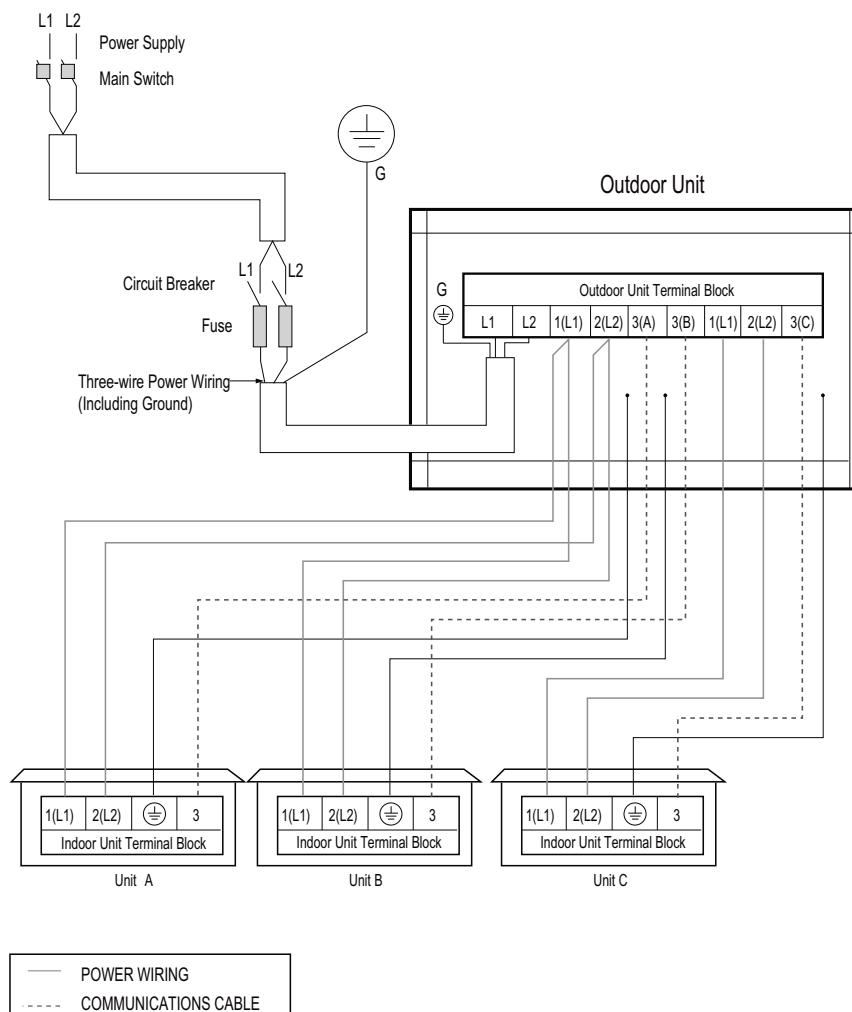 L1 L2
Power Supply
Main Switch
G
Outdoor Unit
Circuit Breaker
L1 L2
Fuse
Three-wire Power Wiring
(Including Ground)
G
Outdoor Unit Terminal Block
L1 L2 1(L1) 2(L2) 3(A) 3(B) 1(L1) 2(L2) 3(C)
1(L1) 2(L2) 3
Indoor Unit Terminal Block
Unit A
1(L1) 2(L2) 3
Indoor Unit Terminal Block
Unit B
1(L1) 2(L2) 3
Indoor Unit Terminal Block
Unit C
POWER WIRING
COMMUNICATIONS CABLE